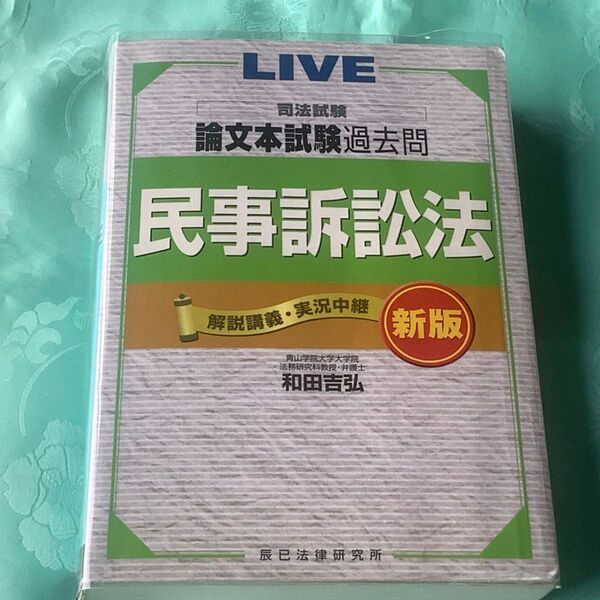 LIVE
司法試験
論文本試験過去問
民事訴訟法
解説講義・実況中継
新版
青山学院大学大学院
法務研究科教授・弁護士
和田吉弘
辰已法律研究所